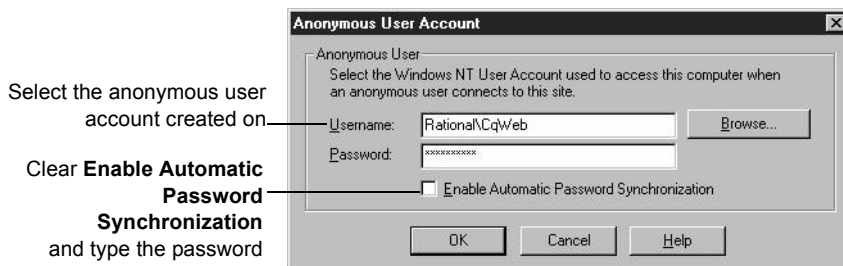 Anonymous User Account
Anonymous User
Select the Windows NT User Account used to access this computer when
an anonymous user connects to this site.
Select the anonymous user
account created on
Username: Rational\CqWeb Browse...
Password: xxxxxxxxxx
Clear Enable Automatic
Password
Synchronization
and type the password
Enable Automatic Password Synchronization
OK Cancel Help